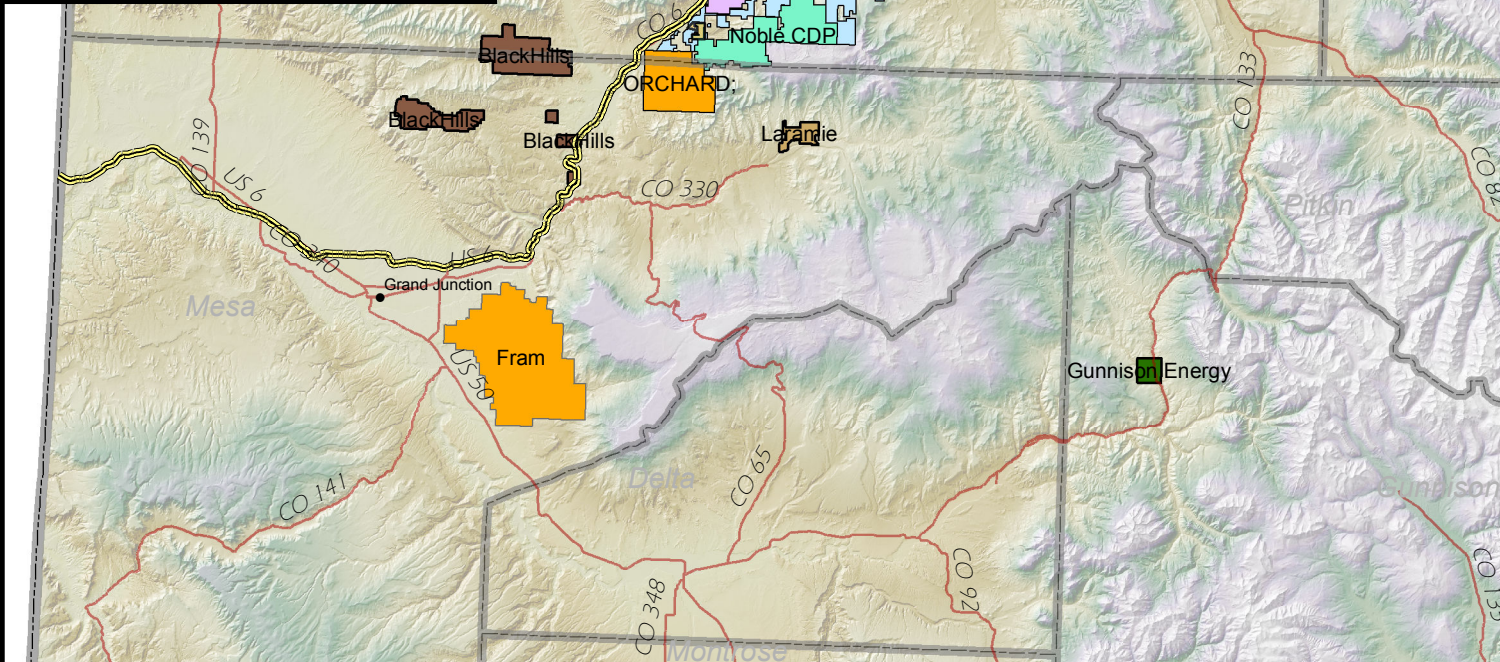 CO 6
Noble CDP
BlackHills
ORCHARD;
CO 133
BlackHills
BlackHills
Laramie
CO 139
US 6
CO 330
CO 82
Pitkin
CO 340
US 6
Grand Junction
Mesa
Fram
US 50
Gunnison Energy
CO 65
Delta
CO 141
Gunnison
CO 92
CO 348
Montrose